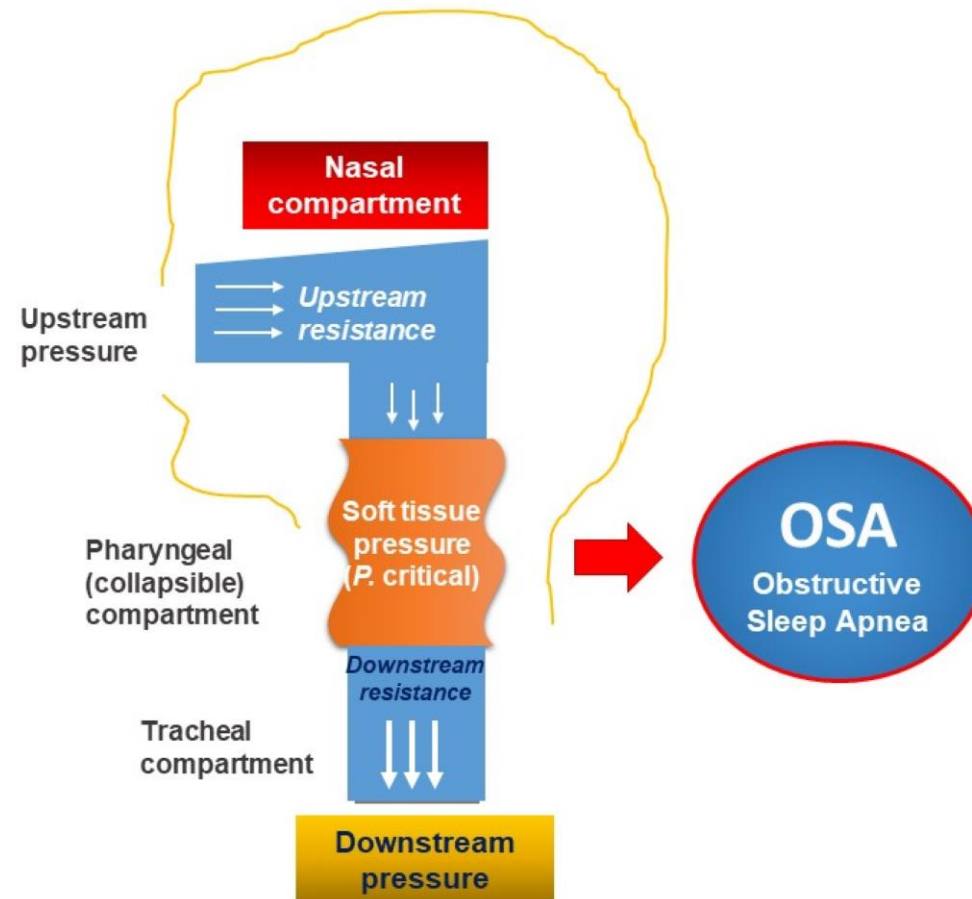 Nasal
compartment
Upstream
resistance
Upstream
pressure
Soft tissue
pressure
(P. critical)
Pharyngeal
(collapsible)
compartment
OSA
Obstructive
Sleep Apnea
Downstream
resistance
Tracheal
compartment
Downstream
pressure